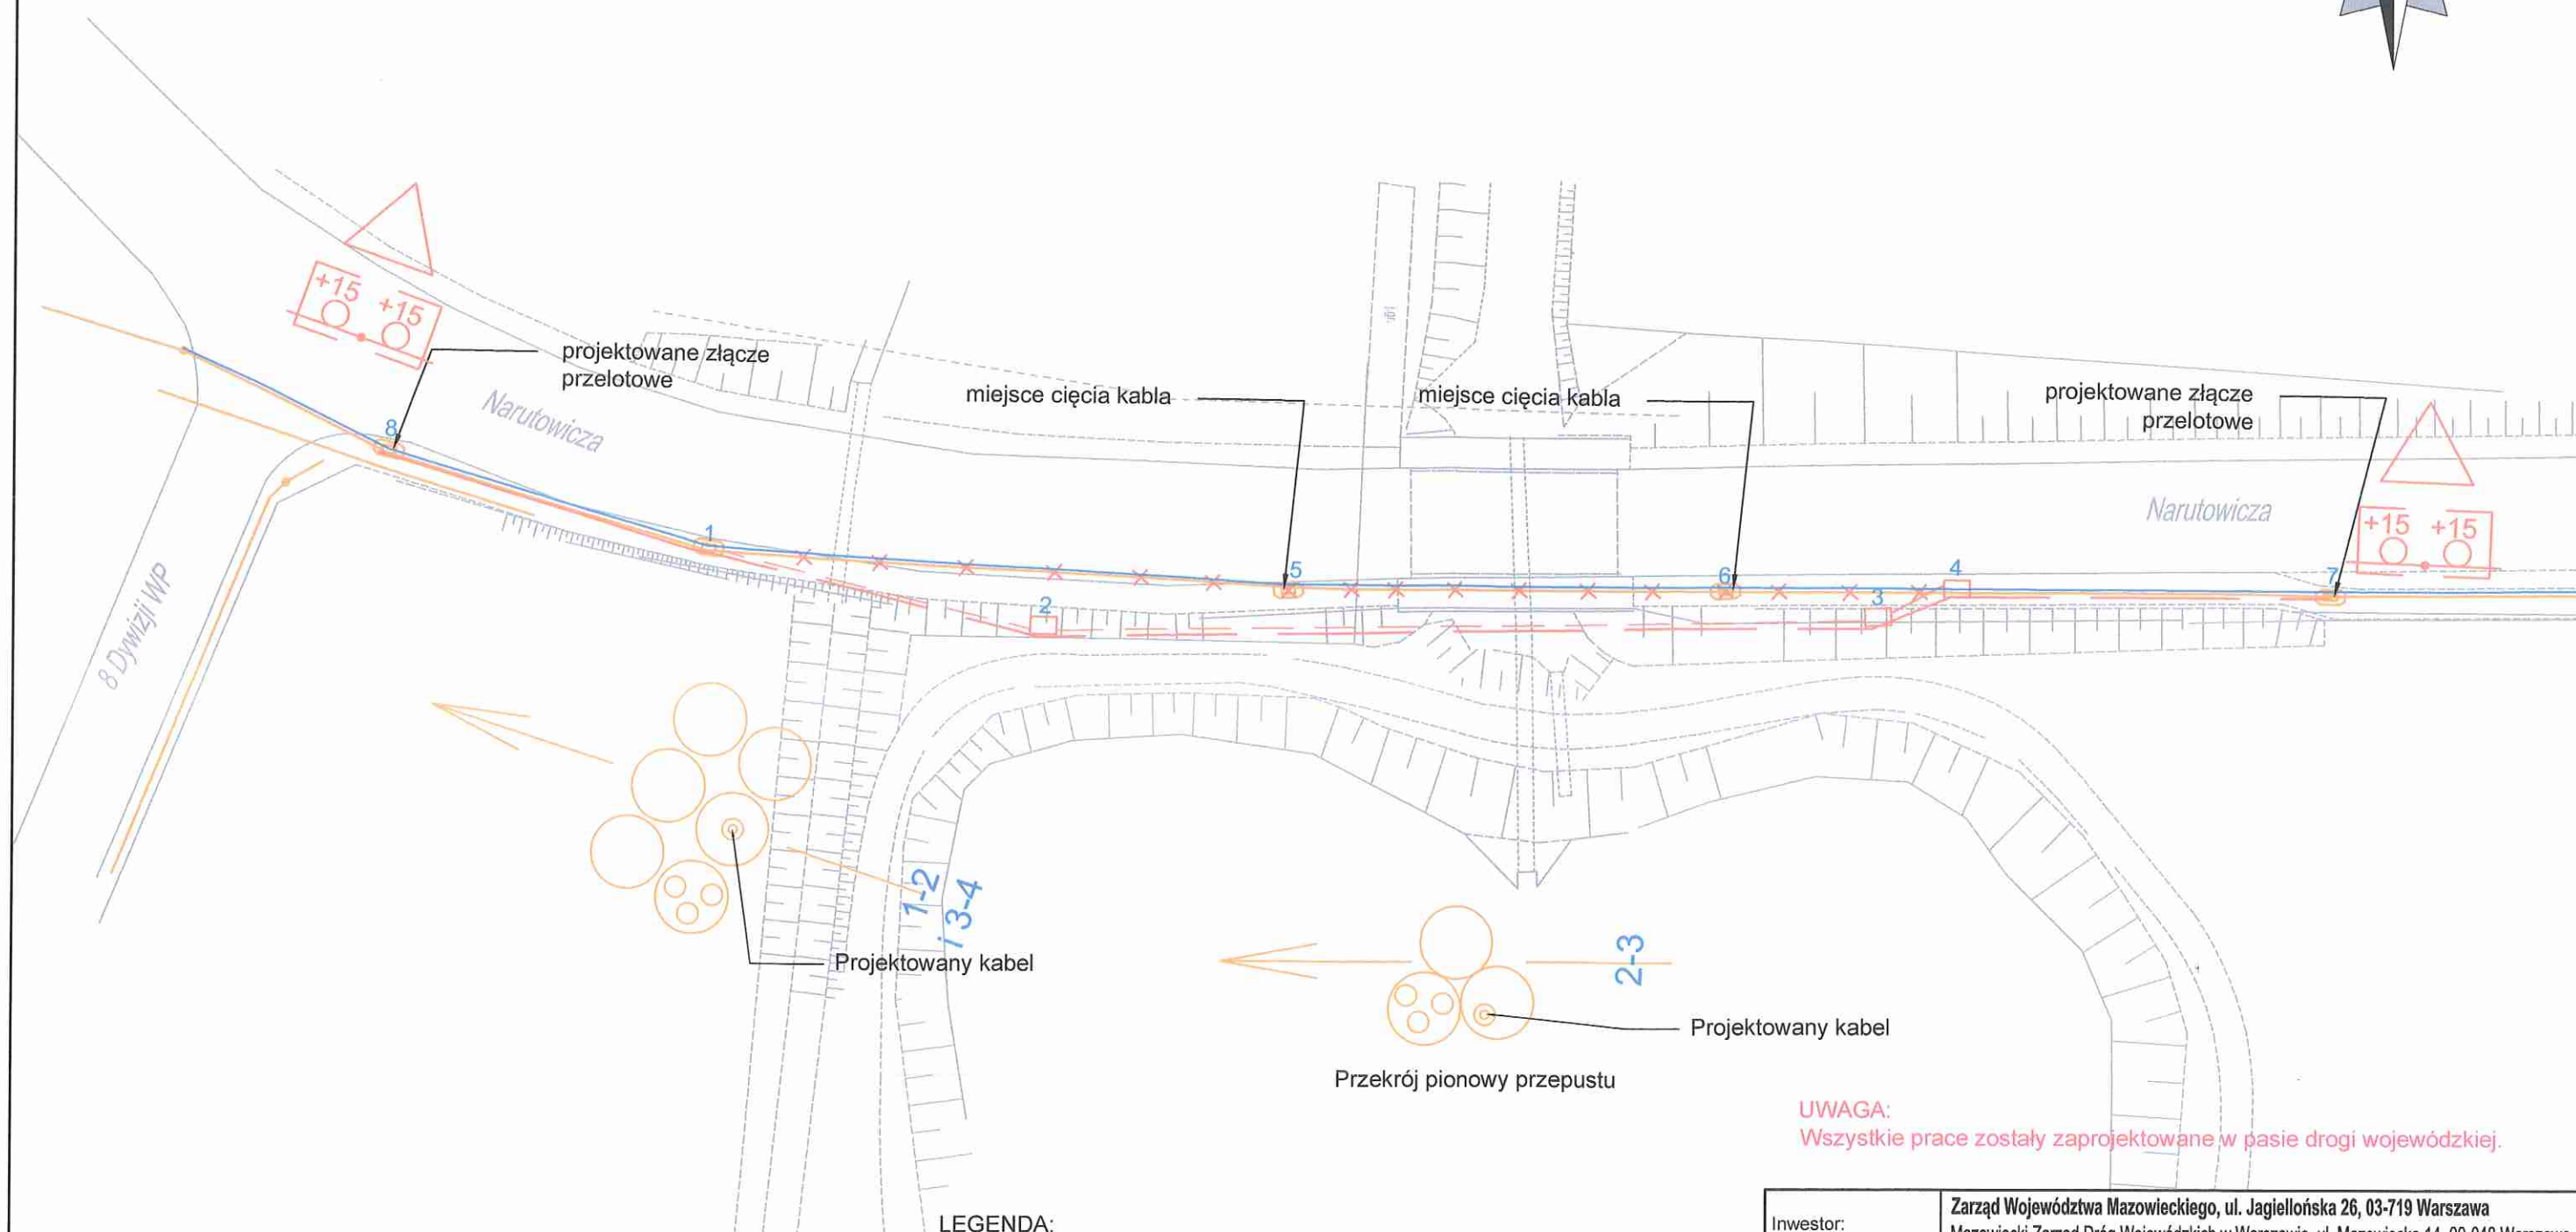 +15 +15
projektowane złącze
przelotowe
Narutowicza
miejsce cięcia kabla
miejsce cięcia kabla
projektowane złącze
przelotowe
Narutowicza
+15 +15
8
1
5
6
4
7
2
3
8 Dywizji WP
1-2
i 3-4
Projektowany kabel
2-3
Projektowany kabel
Przekrój pionowy przepustu
UWAGA:
Wszystkie prace zostały zaprojektowane w pasie drogi wojewódzkiej.
LEGENDA:
Inwestor:
Zarząd Województwa Mazowieckiego, ul. Jagiellońska 26, 03-719 Warszawa